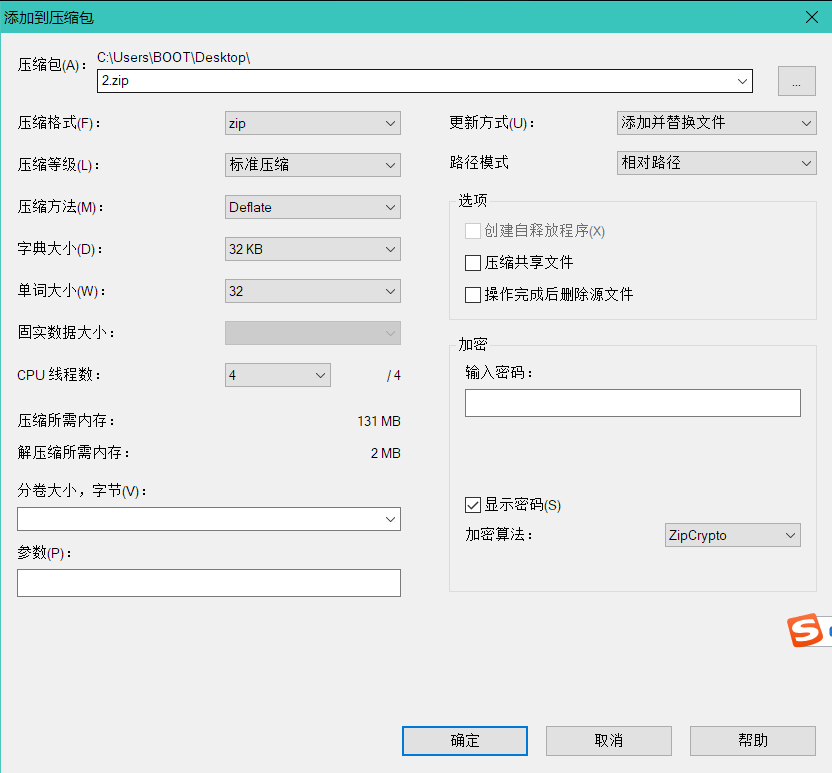 添加到压缩包
压缩包(A)：
C:\Users\BOOT\Desktop\
2.zip
...
压缩格式(F)：
zip
更新方式(U)：
添加并替换文件
压缩等级(L)：
标准压缩
路径模式
相对路径
压缩方法(M)：
Deflate
选项
创建自释放程序(X)
字典大小(D)：
32 KB
压缩共享文件
单词大小(W)：
32
操作完成后删除源文件
固实数据大小：
加密
CPU 线程数：
4
/ 4
输入密码：
压缩所需内存：
131 MB
解压缩所需内存：
2 MB
分卷大小，字节(V)：
显示密码(S)
加密算法：
ZipCrypto
参数(P)：
S
确定
取消
帮助